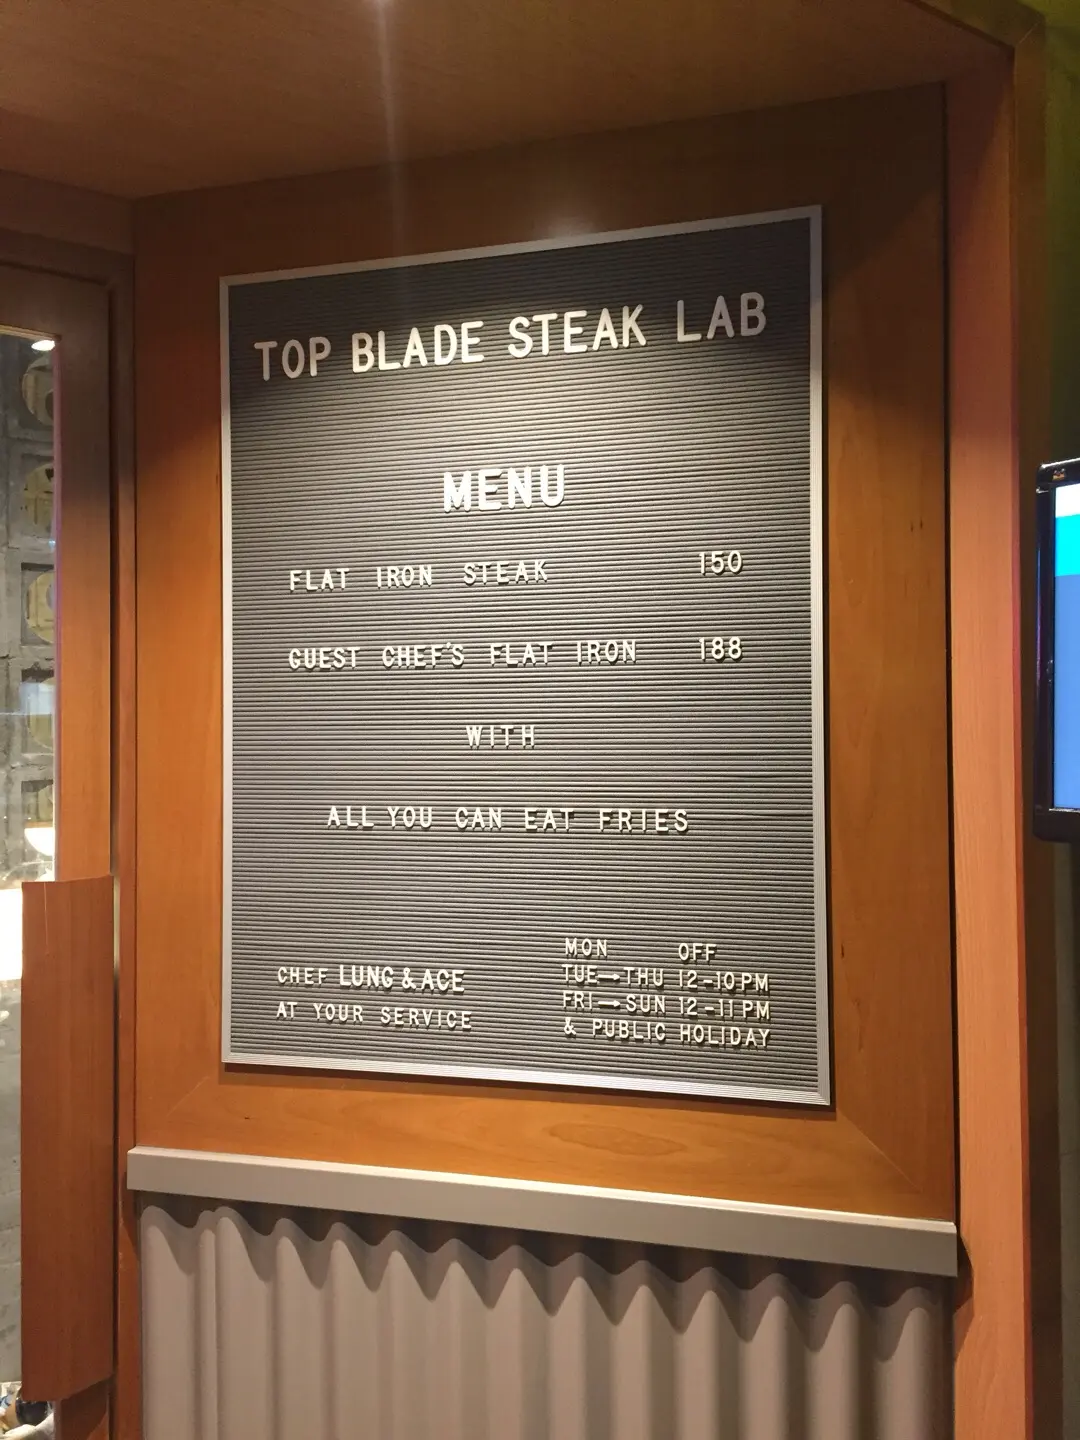 TOP BLADE STEAK LAB
MENU
FLAT IRON STEAK 150
GUEST CHEF'S FLAT IRON 188
WITH
ALL YOU CAN EAT FRIES
CHEF LUNG & ACE
AT YOUR SERVICE
MON OFF
TUE→THU 12-10PM
FRI→SUN 12-11PM
& PUBLIC HOLIDAY